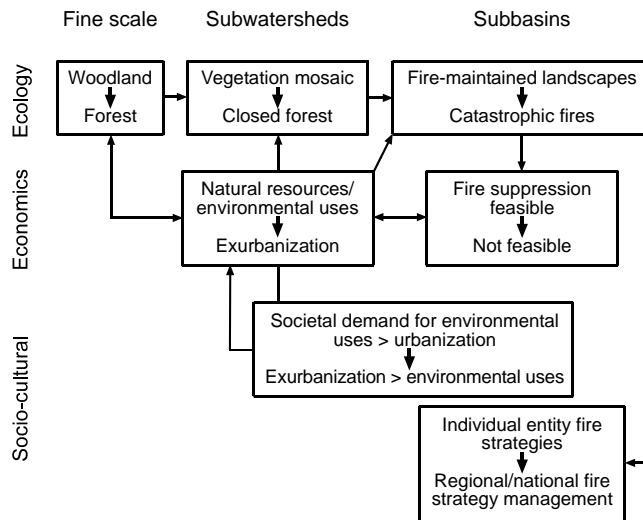 Fine scale
Subwatersheds
Subbasins
Ecology
Woodland
Forest
Vegetation mosaic
Closed forest
Fire-maintained landscapes
Catastrophic fires
Economics
Natural resources/
environmental uses
Exurbanization
Fire suppression
feasible
Not feasible
Socio-cultural
Societal demand for environmental
uses > urbanization
Exurbanization > environmental uses
Individual entity fire
strategies
Regional/national fire
strategy management